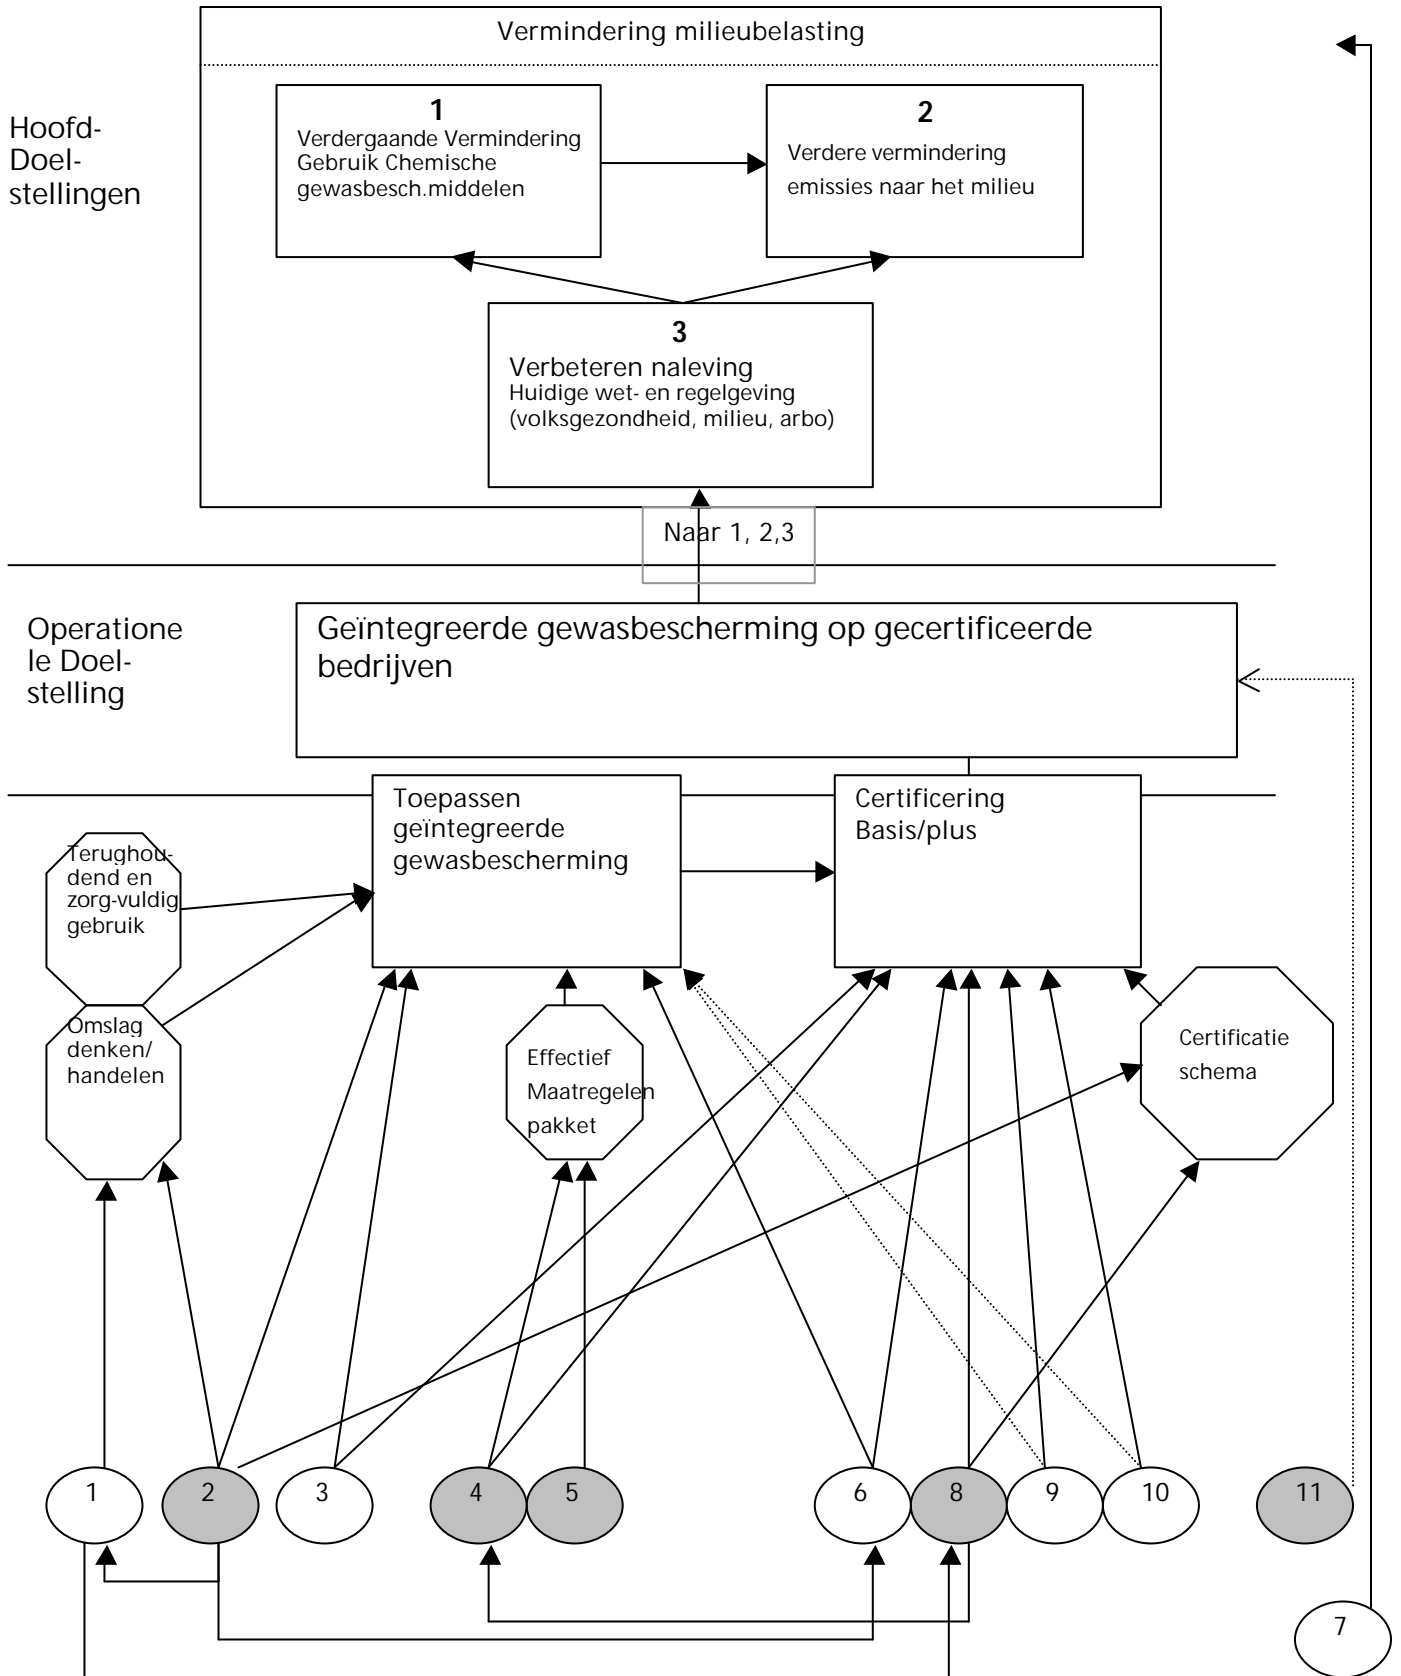 Vermindering milieubelasting
Hoofd-
Doel-
stellingen
1
Verdergaande Vermindering
Gebruik Chemische
gewasbesch.middelen
2
Verdere vermindering
emissies naar het milieu
3
Verbeteren naleving
Huidige wet- en regelgeving
(volksgezondheid, milieu, arbo)
Naar 1, 2,3
Operatione
le Doel-
stelling
Geïntegreerde gewasbescherming op gecertificeerde
bedrijven
Toepassen
geïntegreerde
gewasbescherming
Certificering
Basis/plus
Terughou-
dend en
zorg-vuldig
gebruik
Omslag
denken/
handelen
Effectief
Maatregelen
pakket
Certificatie
schema
1
2
3
4
5
6
8
9
10
11
7